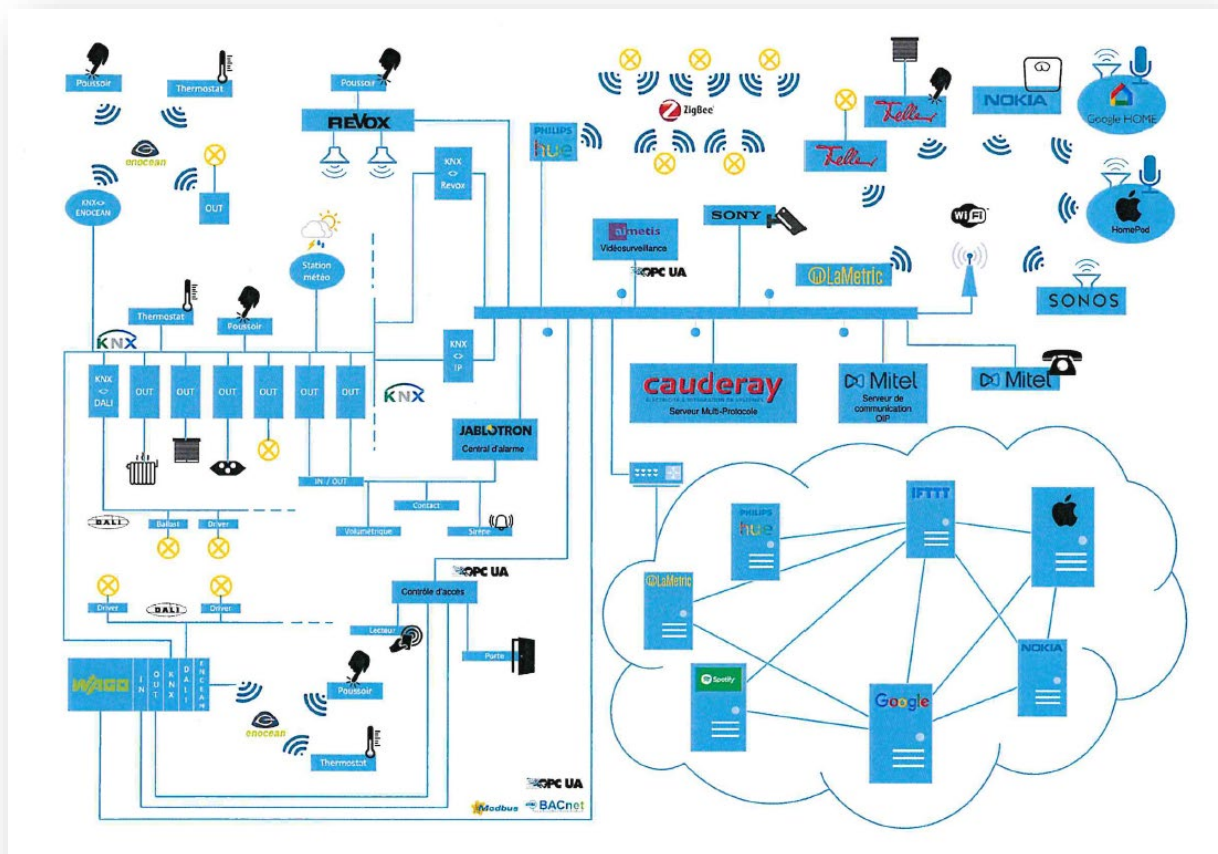 Poussoir
Thermostat
enocean
KNX<>
ENOCEAN
OUT
Poussoir
REVOX
KNX
<>
Revox
Station
météo
Thermostat
Poussoir
KNX
KNX
<>
DALI
OUT
OUT
OUT
OUT
OUT
OUT
KNX
KNX
<>
IP
IN / OUT
JABLOTRON
Central d'alarme
Contact
Volumétrique
Sirène
DALI
Ballast
Driver
Driver
DALI
Driver
OPC UA
Contrôle d'accès
Lecteur
Porte
WAGO
IN
OUT
KNX
DALI
ENOCEAN
enocean
Poussoir
Thermostat
OPC UA
Modbus
BACnet
PHILIPS
hue
ZigBee
Feller
Feller
NOKIA
Google HOME
HomePod
WiFi
SONY
aimetis
Vidéosurveillance
OPC UA
LaMetric
SONOS
cauderay
Serveur Multi-Protocole
Mitel
Serveur de
communication
OIP
Mitel
PHILIPS
hue
IFTTT
LaMetric
NOKIA
Spotify
Google